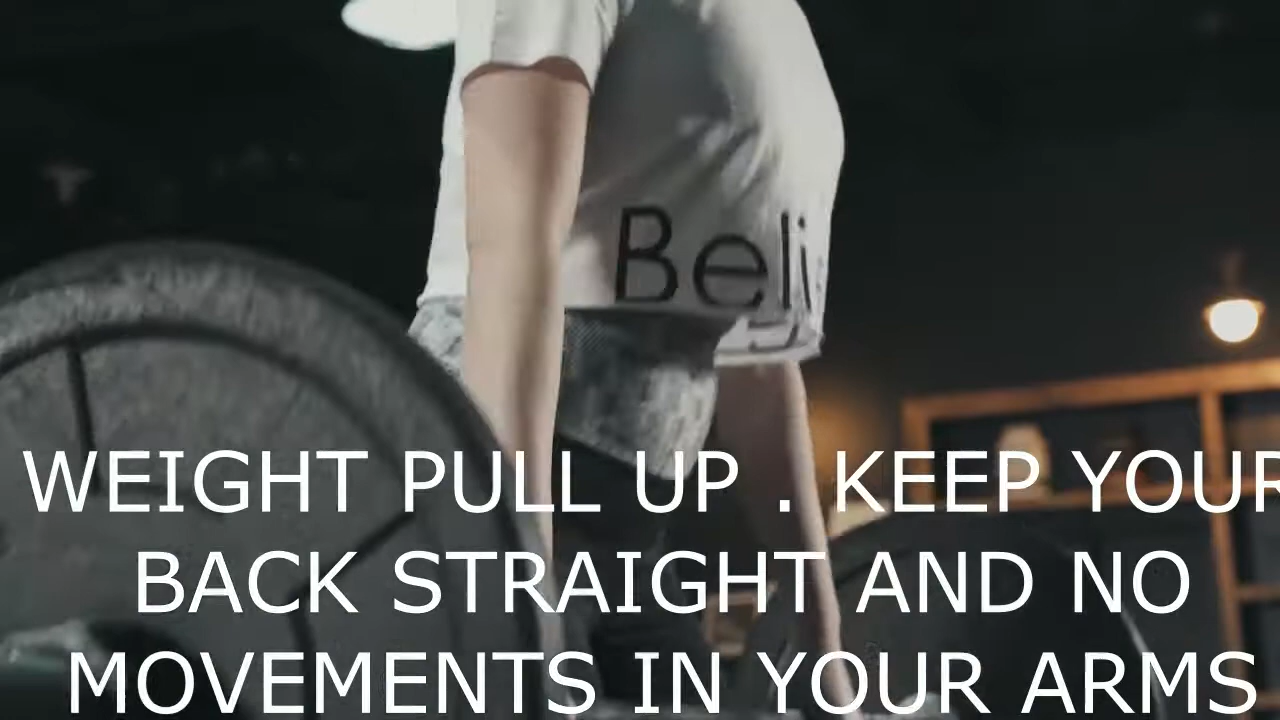 Beli
WEIGHT PULL UP . KEEP YOUR
BACK STRAIGHT AND NO
MOVEMENTS IN YOUR ARMS